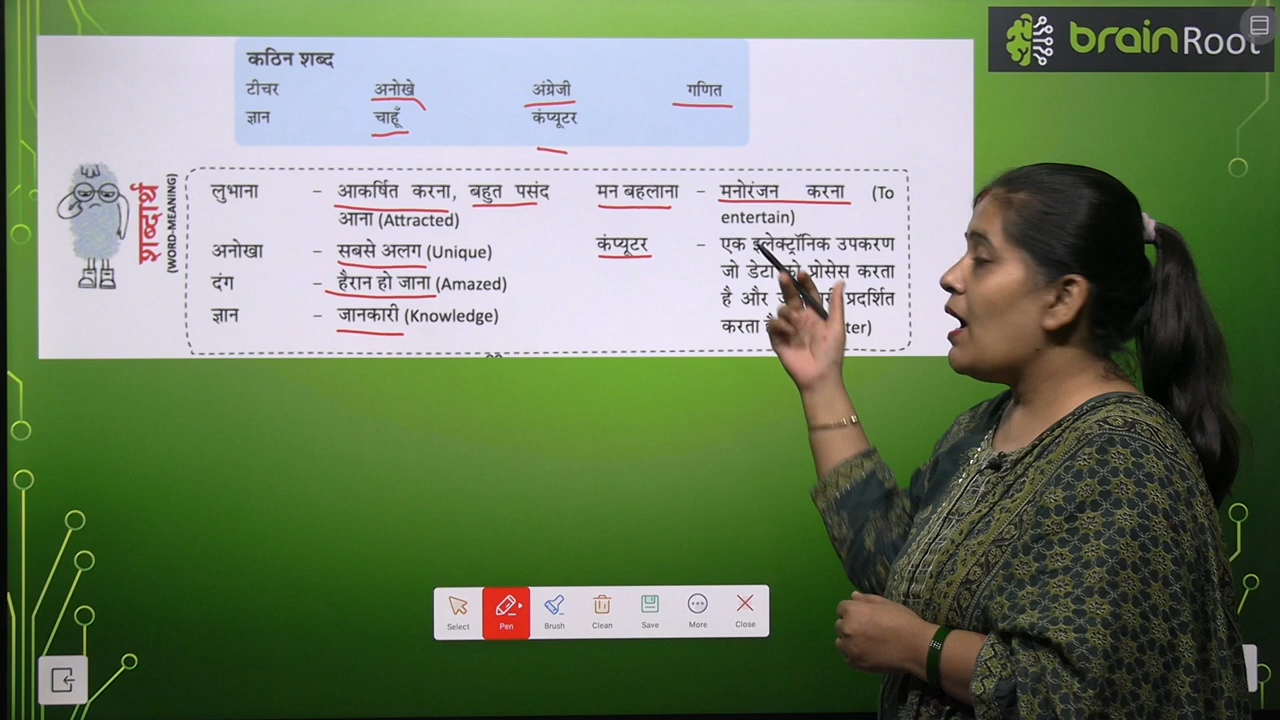 brainRoot
कठिन शब्द
टीचर अनोखे अंग्रेजी गणित
ज्ञान चाहूँ कंप्यूटर
शब्दार्थ
(WORD-MEANING)
लुभाना – आकर्षित करना, बहुत पसंद
आना (Attracted)
अनोखा – सबसे अलग (Unique)
दंग – हैरान हो जाना (Amazed)
ज्ञान – जानकारी (Knowledge)
मन बहलाना – मनोरंजन करना (To
entertain)
कंप्यूटर – एक इलेक्ट्रॉनिक उपकरण
जो डेटा को प्रोसेस करता
है और प्रदर्शित
करता
Select Pen Brush Clean Save More Close